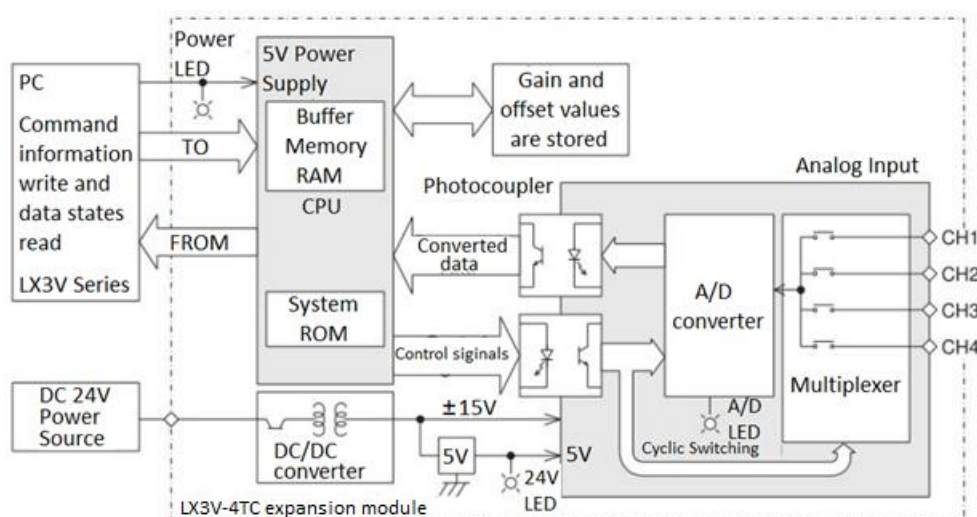 Power
LED
PC
Command
information
write and
data states
read
LX3V Series
TO
FROM
5V Power
Supply
Buffer
Memory
RAM
CPU
System
ROM
Gain and
offset values
are stored
Photocoupler
Analog Input
Converted
data
Control siginals
A/D
converter
CH1
CH2
CH3
CH4
Multiplexer
A/D
LED
Cyclic Switching
DC 24V
Power
Source
DC/DC
converter
±15V
5V
5V
24V
LED
LX3V-4TC expansion module